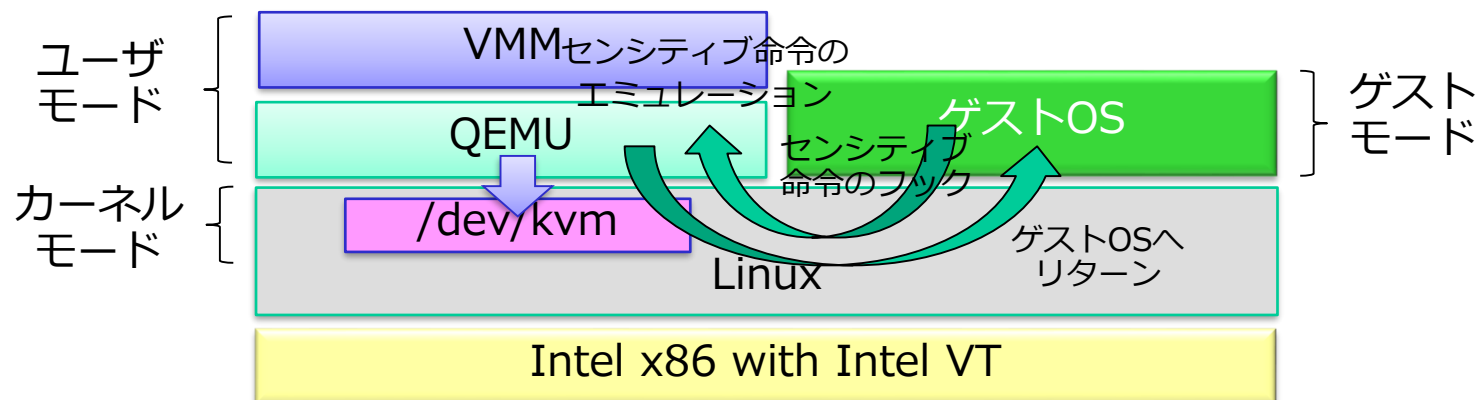 ユーザ
モード
VMM
センシティブ命令の
エミュレーション
QEMU
ゲストOS
ゲスト
モード
センシティブ
命令のフック
カーネル
モード
/dev/kvm
ゲストOSへ
リターン
Linux
Intel x86 with Intel VT